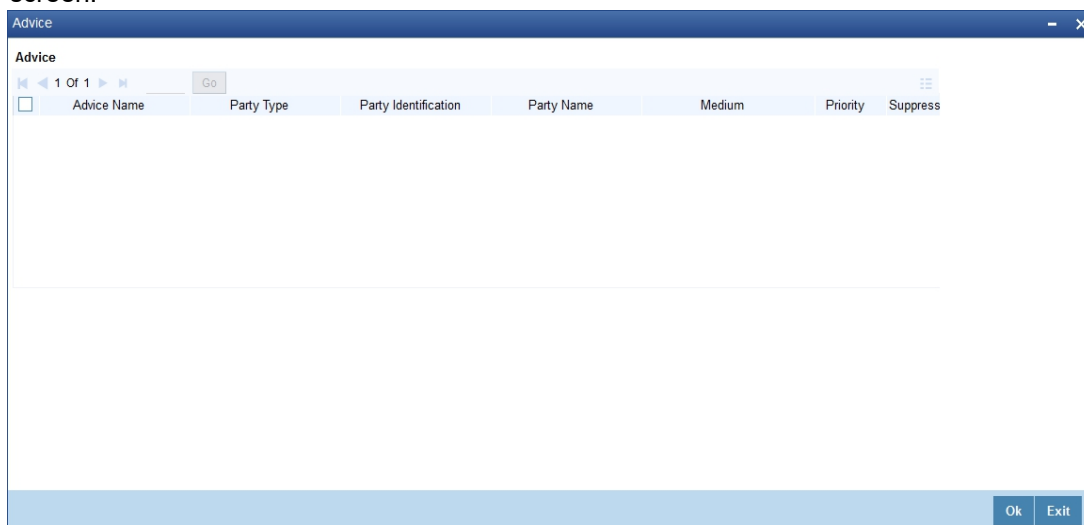 screen.
Advice
Advice
1 Of 1 Go
Advice Name Party Type Party Identification Party Name Medium Priority Suppress
Ok Exit